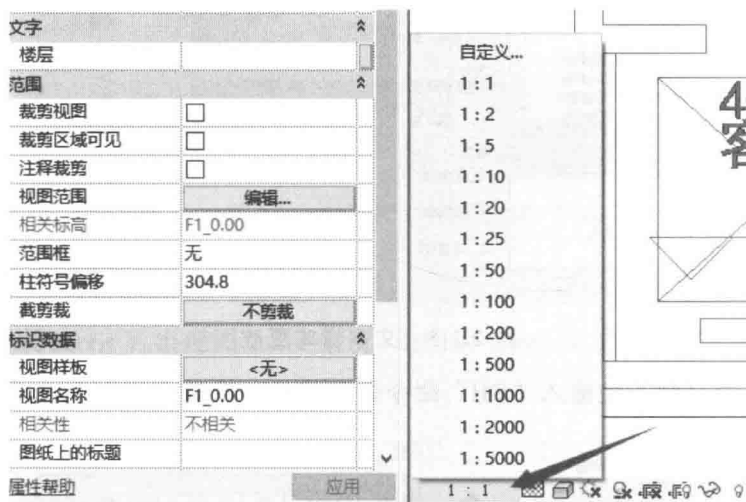 文字
楼层
范围
裁剪视图
裁剪区域可见
注释裁剪
视图范围 编辑...
相关标高 F1_0.00
范围框 无
柱符号偏移 304.8
截剪裁 不剪裁
标识数据
视图样板 <无>
视图名称 F1_0.00
相关性 不相关
图纸上的标题
属性帮助 应用
自定义...
1 : 1
1 : 2
1 : 5
1 : 10
1 : 20
1 : 25
1 : 50
1 : 100
1 : 200
1 : 500
1 : 1000
1 : 2000
1 : 5000
1 : 1
4
客